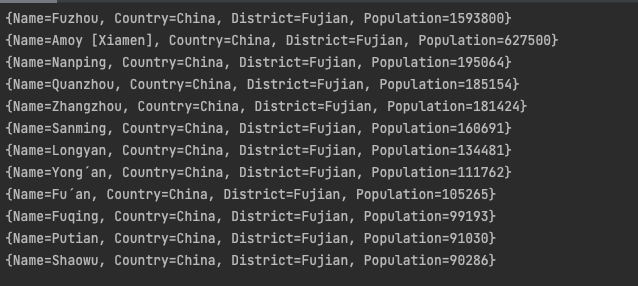 {Name=Fuzhou, Country=China, District=Fujian, Population=1593800}
{Name=Amoy [Xiamen], Country=China, District=Fujian, Population=627500}
{Name=Nanping, Country=China, District=Fujian, Population=195064}
{Name=Quanzhou, Country=China, District=Fujian, Population=185154}
{Name=Zhangzhou, Country=China, District=Fujian, Population=181424}
{Name=Sanming, Country=China, District=Fujian, Population=160691}
{Name=Longyan, Country=China, District=Fujian, Population=134481}
{Name=Yong´an, Country=China, District=Fujian, Population=111762}
{Name=Fu´an, Country=China, District=Fujian, Population=105265}
{Name=Fuqing, Country=China, District=Fujian, Population=99193}
{Name=Putian, Country=China, District=Fujian, Population=91030}
{Name=Shaowu, Country=China, District=Fujian, Population=90286}